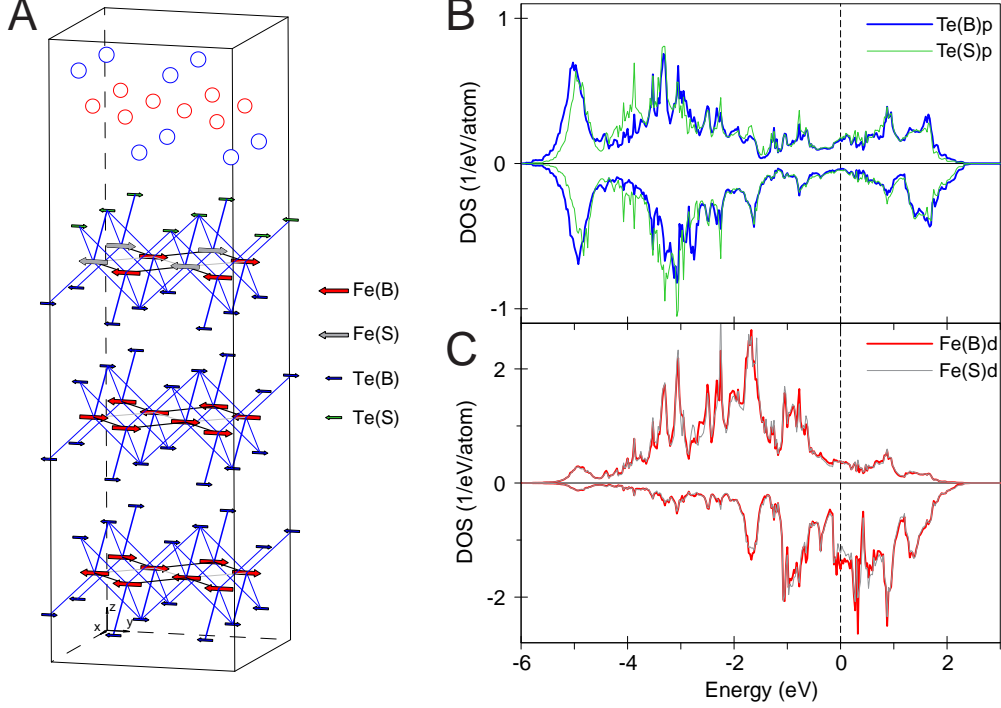 A
Fe(B)
Fe(S)
Te(B)
Te(S)
z
x
y
B
1
0
-1
DOS (1/eV/atom)
Te(B)p
Te(S)p
C
2
0
-2
DOS (1/eV/atom)
Fe(B)d
Fe(S)d
-6 -4 -2 0 2
Energy (eV)